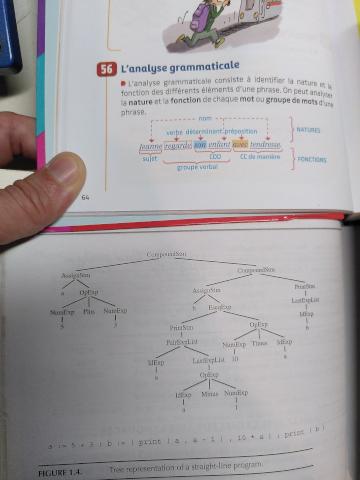 56 L'analyse grammaticale
L'analyse grammaticale consiste à identifier la nature et la
fonction des différents éléments d'une phrase. On peut analyser
la nature et la fonction de chaque mot ou groupe de mots d'une
phrase.
nom
verbe déterminant préposition
NATURES
Jeanne regarde son enfant avec tendresse.
sujet COD CC de manière
FONCTIONS
groupe verbal
64
CompoundStm
AssignStm CompoundStm
a OpExp AssignStm PrintStm
NumExp Plus NumExp b EseqExp LastExpList
5 3 PrintStm OpExp IdExp
PairExpList NumExp Times IdExp b
IdExp LastExpList 10 a
a OpExp
IdExp Minus NumExp
a 1
a := 5 + 3 ; b := ( print ( a , a - 1 ) , 10 * a ) ; print ( b )
FIGURE 1.4. Tree representation of a straight-line program.